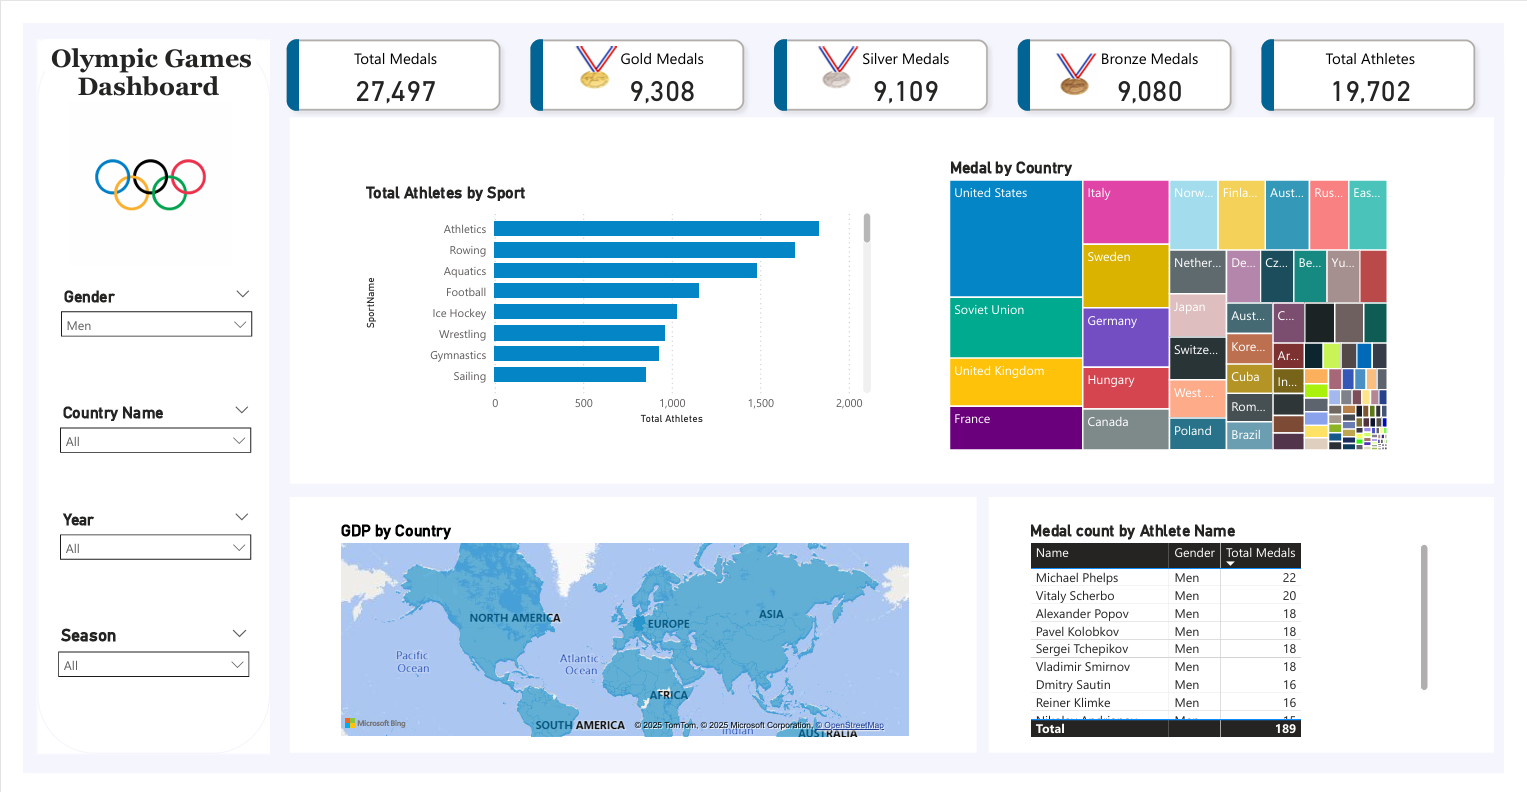 Olympic Games
Dashboard
Gender
Men
Country Name
All
Year
All
Season
All
Total Medals
27,497
Gold Medals
9,308
Silver Medals
9,109
Bronze Medals
9,080
Total Athletes
19,702
Total Athletes by Sport
SportName
Athletics
Rowing
Aquatics
Football
Ice Hockey
Wrestling
Gymnastics
Sailing
0 500 1,000 1,500 2,000
Total Athletes
Medal by Country
United States
Soviet Union
United Kingdom
France
Italy
Sweden
Germany
Hungary
Canada
Norw...
Finla...
Aust...
Rus...
Eas...
Nether...
Japan
Switze...
West ...
Poland
De...
Cz...
Be...
Yu...
Aust...
Kore...
Cuba
Rom...
Brazil
C...
Ar...
In...
GDP by Country
NORTH AMERICA
EUROPE
ASIA
Pacific
Ocean
Atlantic
Ocean
AFRICA
SOUTH AMERICA
Indian
AUSTRALIA
Microsoft Bing
© 2025 TomTom, © 2025 Microsoft Corporation, © OpenStreetMap
Medal count by Athlete Name
Name Gender Total Medals
Michael Phelps Men 22
Vitaly Scherbo Men 20
Alexander Popov Men 18
Pavel Kolobkov Men 18
Sergei Tchepikov Men 18
Vladimir Smirnov Men 18
Dmitry Sautin Men 16
Reiner Klimke Men 16
Total 189